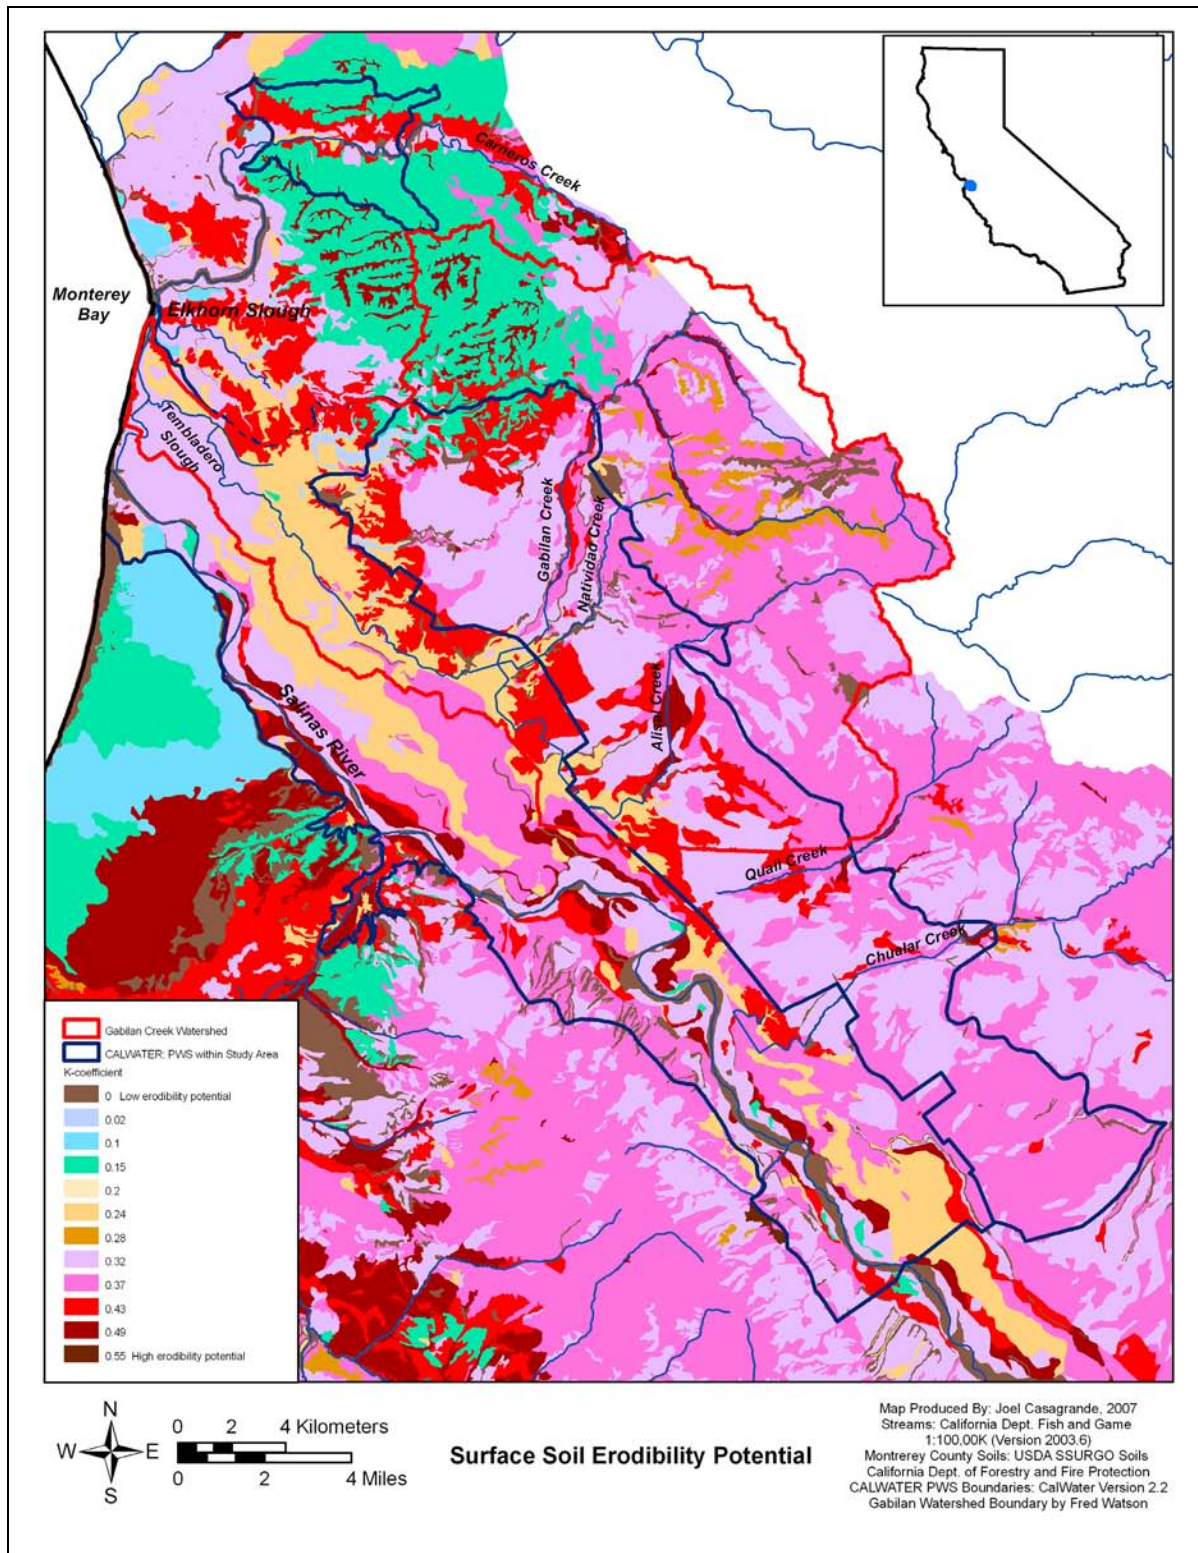 Carneros Creek
Monterey
Bay
Elkhorn Slough
Tembladero
Slough
Gabilan Creek
Natividad Creek
Alisal Creek
Salinas River
Quail Creek
Chualar Creek
Gabilan Creek Watershed
CALWATER: PWS within Study Area
K-coefficient
0 Low erodibility potential
0.02
0.1
0.15
0.2
0.24
0.28
0.32
0.37
0.43
0.49
0.55 High erodibility potential
N
W E
S
0 2 4 Kilometers
0 2 4 Miles
Surface Soil Erodibility Potential
Map Produced By: Joel Casagrande, 2007
Streams: California Dept. Fish and Game
1:100,00K (Version 2003.6)
Montrerey County Soils: USDA SSURGO Soils
California Dept. of Forestry and Fire Protection
CALWATER PWS Boundaries: CalWater Version 2.2
Gabilan Watershed Boundary by Fred Watson